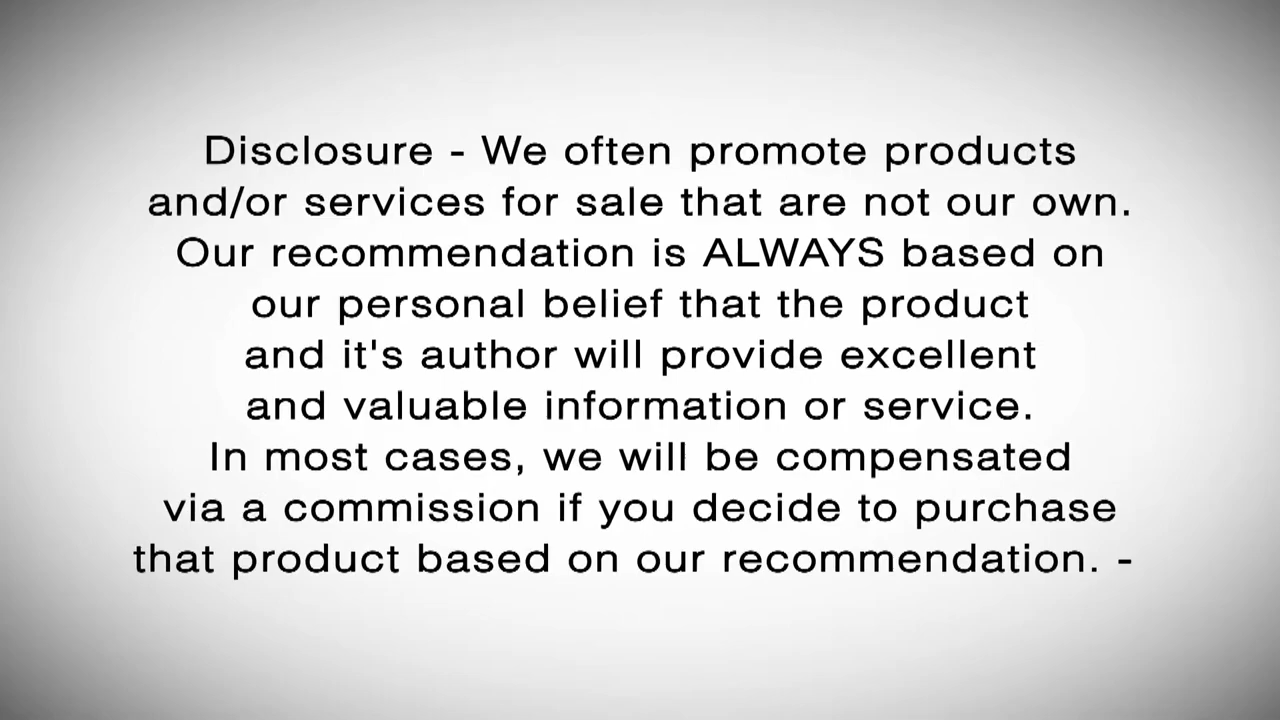 Disclosure - We often promote products
and/or services for sale that are not our own.
Our recommendation is ALWAYS based on
our personal belief that the product
and it's author will provide excellent
and valuable information or service.
In most cases, we will be compensated
via a commission if you decide to purchase
that product based on our recommendation. -